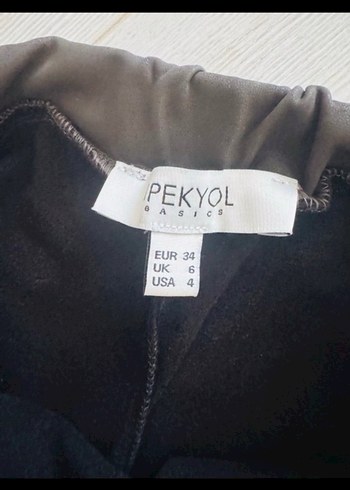 PEKYOL
BASICS
EUR 34
UK 6
USA 4